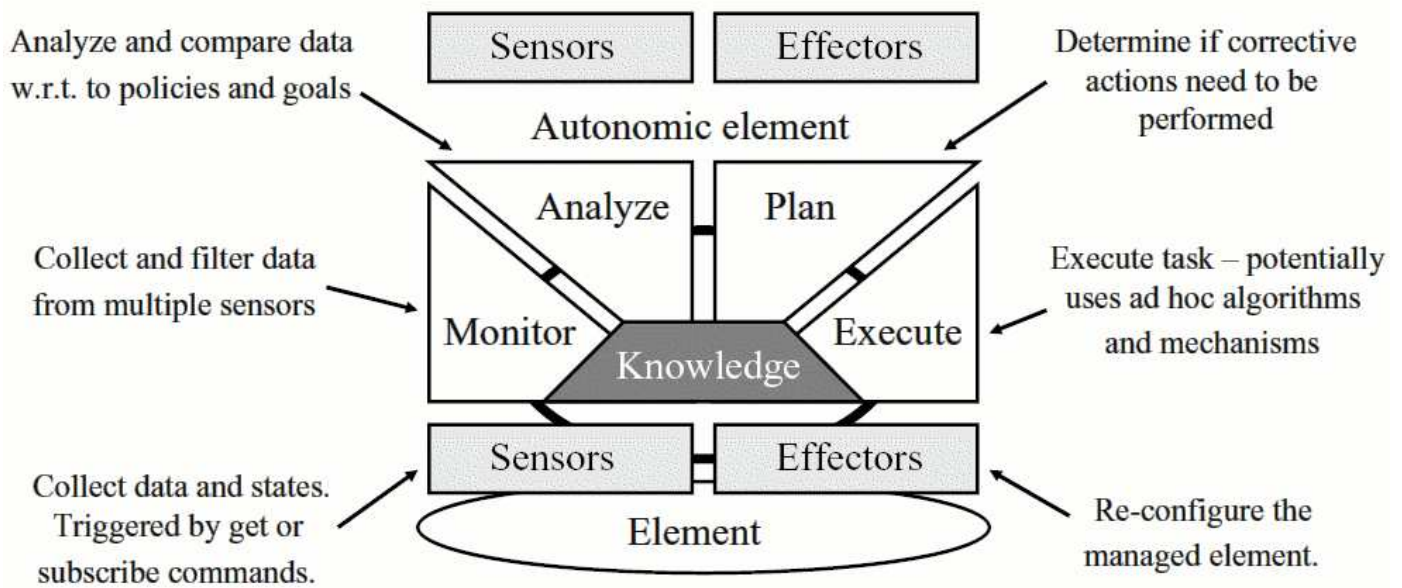 Analyze and compare data
w.r.t. to policies and goals
Sensors
Effectors
Determine if corrective
actions need to be
performed
Autonomic element
Analyze
Plan
Collect and filter data
from multiple sensors
Monitor
Execute
Knowledge
Execute task – potentially
uses ad hoc algorithms
and mechanisms
Sensors
Effectors
Collect data and states.
Triggered by get or
subscribe commands.
Element
Re-configure the
managed element.